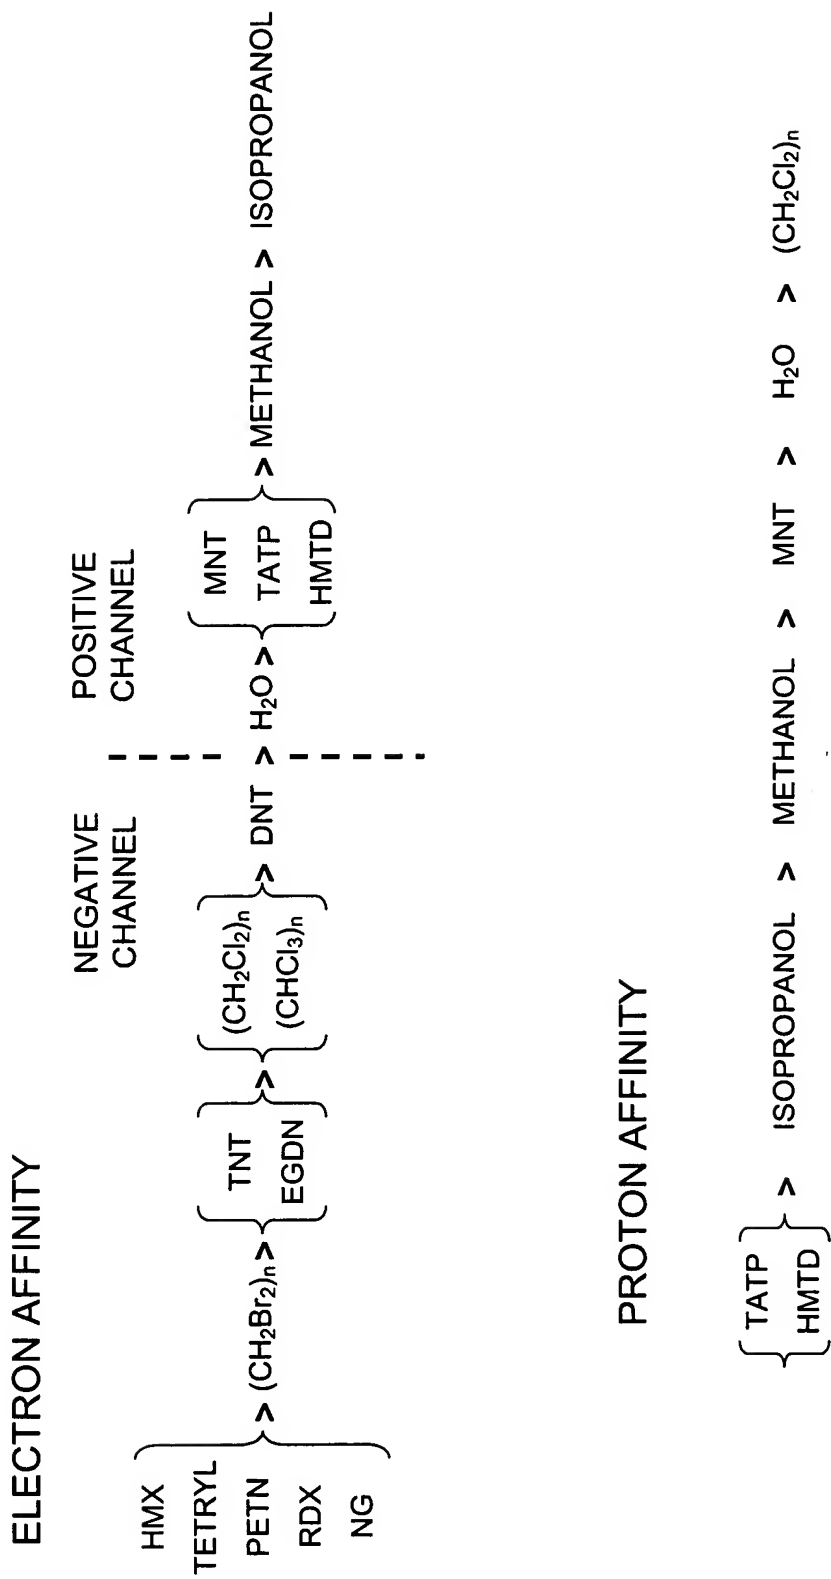 ELECTRON AFFINITY
NEGATIVE
CHANNEL
POSITIVE
CHANNEL
HMX
TETRYL
PETN
RDX
NG
> (CH₂Br₂)ₙ >
TNT
EGDN
>
(CH₂Cl₂)ₙ
(CHCl₃)ₙ
> DNT > H₂O >
MNT
TATP
HMTD
> METHANOL > ISOPROPANOL
PROTON AFFINITY
TATP
HMTD
> ISOPROPANOL > METHANOL > MNT > H₂O > (CH₂Cl₂)ₙ